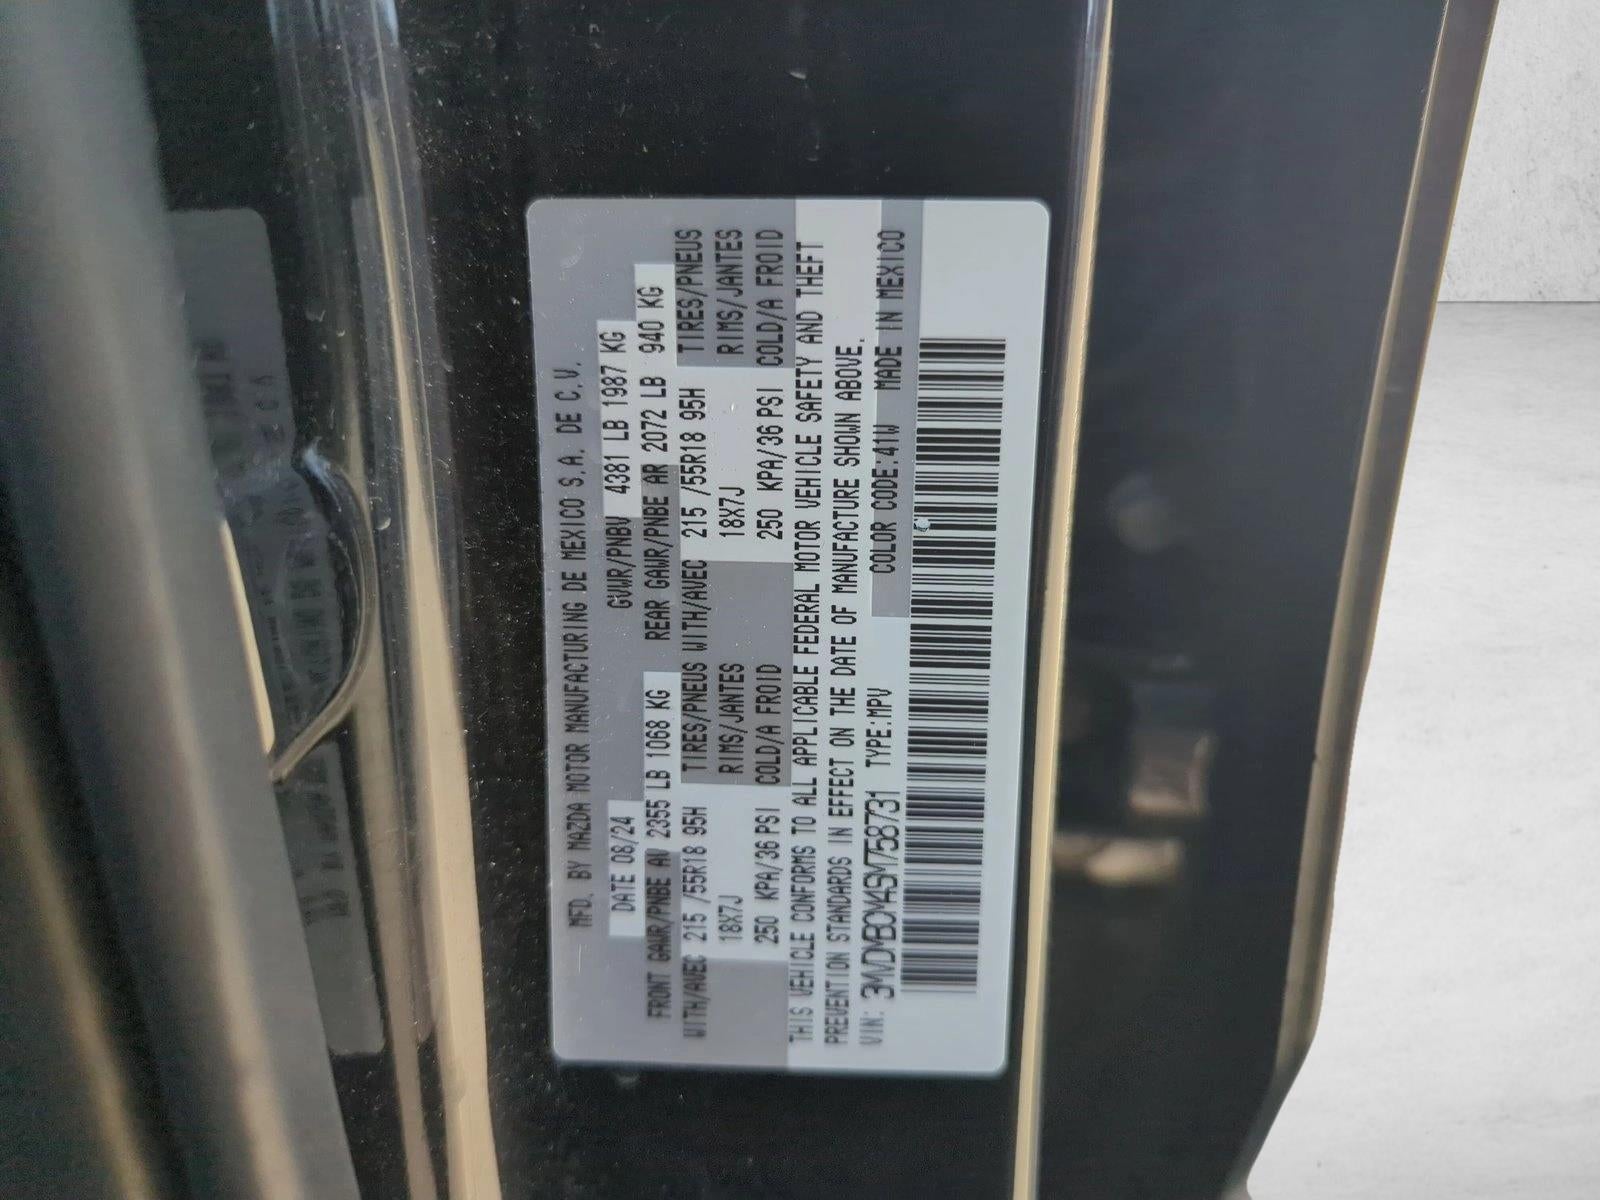 MFD. BY MAZDA MOTOR MANUFACTURING DE MEXICO S.A. DE C.V.
DATE 08/24 GVWR/PNBV 4381 LB 1987 KG
FRONT GAWR/PNBE AV 2355 LB 1068 KG REAR GAWR/PNBE AR 2072 LB 940 KG
WITH/AVEC 215 /55R18 95H TIRES/PNEUS WITH/AVEC 215 /55R18 95H TIRES/PNEUS
18X7J RIMS/JANTES 18X7J RIMS/JANTES
250 KPA/36 PSI COLD/A FROID 250 KPA/36 PSI COLD/A FROID
THIS VEHICLE CONFORMS TO ALL APPLICABLE FEDERAL MOTOR VEHICLE SAFETY AND THEFT
PREVENTION STANDARDS IN EFFECT ON THE DATE OF MANUFACTURE SHOWN ABOVE.
VIN: 3MVDMBCY4SM758731 TYPE:MPV COLOR CODE:41W MADE IN MEXICO